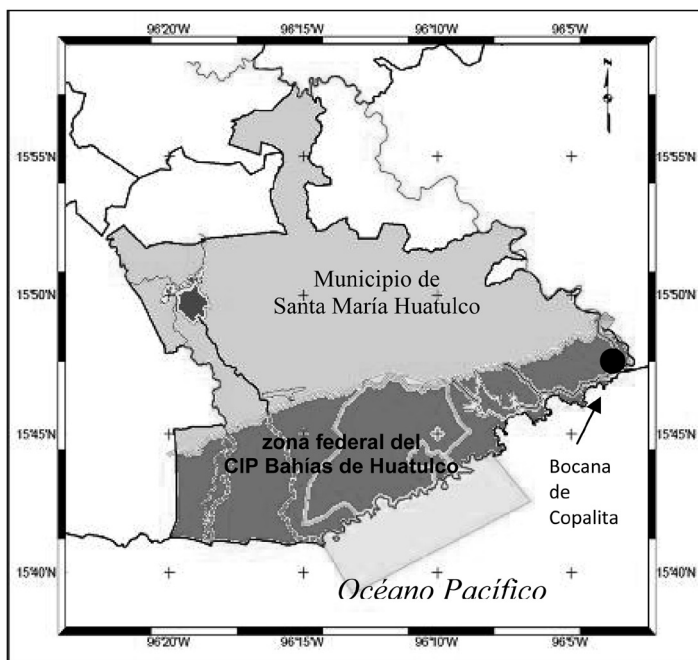 96°20'W 96°15'W 96°10'W 96°5'W
N
15°55'N 15°55'N
Municipio de
15°50'N 15°50'N
Santa María Huatulco
zona federal del
15°45'N 15°45'N
CIP Bahías de Huatulco
Bocana
de
Copalita
15°40'N 15°40'N
Océano Pacífico
96°20'W 96°15'W 96°10'W 96°5'W